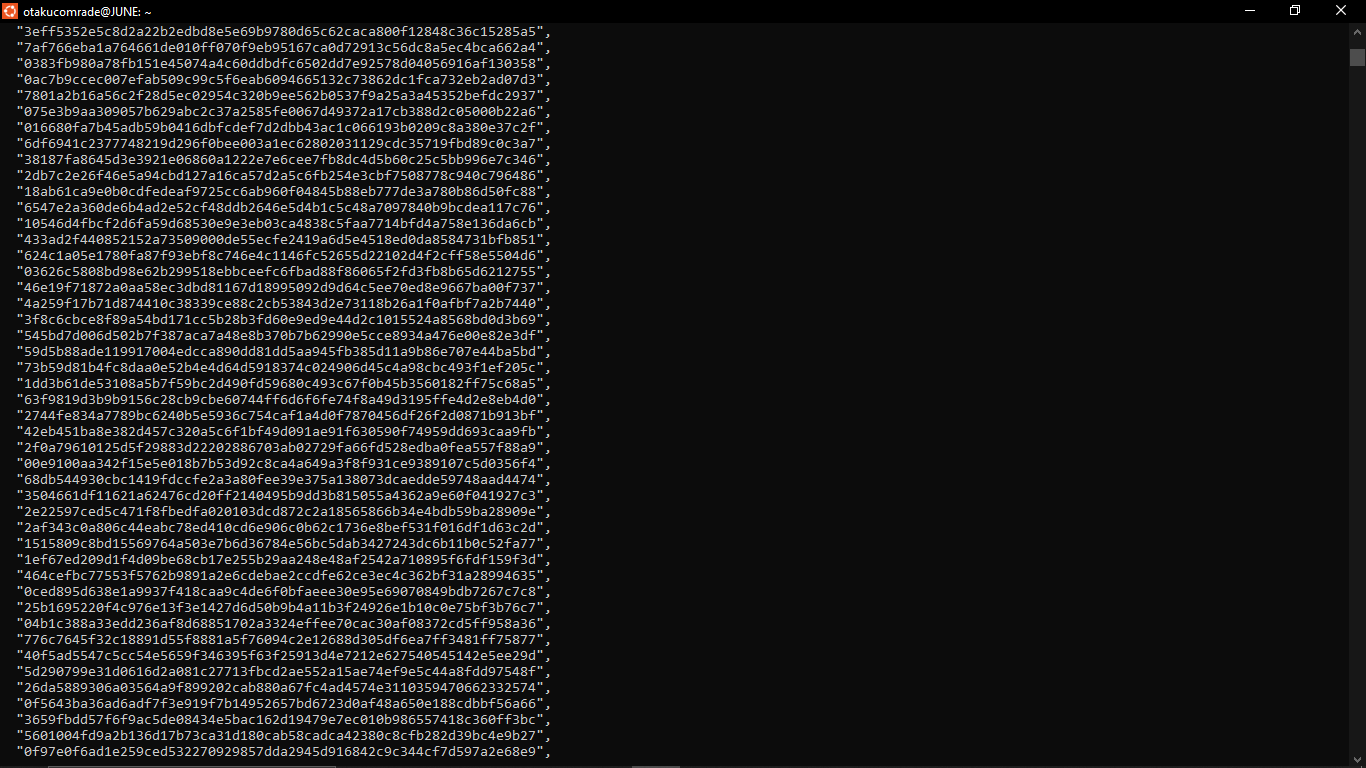 otakucomrade@JUNE: ~
"3eff5352e5c8d2a22b2edbd8e5e69b9780d65c62caca800f12848c36c15285a5",
"7af766eba1a764661de010ff070f9eb95167ca0d72913c56dc8a5ec4bca662a4",
"0383fb980a78fb151e45074a4c60ddbdfc6502dd7e92578d04056916af130358",
"0ac7b9ccec007efab509c99c5f6eab6094665132c73862dc1fca732eb2ad07d3",
"7801a2b16a56c2f28d5ec02954c320b9ee562b0537f9a25a3a45352befdc2937",
"075e3b9aa309057b629abc2c37a2585fe0067d49372a17cb388d2c05000b22a6",
"016680fa7b45adb59b0416dbfcdef7d2dbb43ac1c066193b0209c8a380e37c2f",
"6df6941c2377748219d296f0bee003a1ec62802031129cdc35719fbd89c0c3a7",
"38187fa8645d3e3921e06860a1222e7e6cee7fb8dc4d5b60c25c5bb996e7c346",
"2db7c2e26f46e5a94cbd127a16ca57d2a5c6fb254e3cbf7508778c940c796486",
"18ab61ca9e0b0cdfedeaf9725cc6ab960f04845b88eb777de3a780b86d50fc88",
"6547e2a360de6b4ad2e52cf48ddb2646e5d4b1c5c48a7097840b9bcdea117c76",
"10546d4fbcf2d6fa59d68530e9e3eb03ca4838c5faa7714bfd4a758e136da6cb",
"433ad2f440852152a73509000de55ecfe2419a6d5e4518ed0da8584731bfb851",
"624c1a05e1780fa87f93ebf8c746e4c1146fc52655d22102d4f2cff58e5504d6",
"03626c5808bd98e62b299518ebbceefc6fbad88f86065f2fd3fb8b65d6212755",
"46e19f71872a0aa58ec3dbd81167d18995092d9d64c5ee70ed8e9667ba00f737",
"4a259f17b71d874410c38339ce88c2cb53843d2e73118b26a1f0afbf7a2b7440",
"3f8c6cbce8f89a54bd171cc5b28b3fd60e9ed9e44d2c1015524a8568bd0d3b69",
"545bd7d006d502b7f387aca7a48e8b370b7b62990e5cce8934a476e00e82e3df",
"59d5b88ade119917004edcca890dd81dd5aa945fb385d11a9b86e707e44ba5bd",
"73b59d81b4fc8daa0e52b4e4d64d5918374c024906d45c4a98cbc493f1ef205c",
"1dd3b61de53108a5b7f59bc2d490fd59680c493c67f0b45b3560182ff75c68a5",
"63f9819d3b9b9156c28cb9cbe60744ff6d6f6fe74f8a49d3195ffe4d2e8eb4d0",
"2744fe834a7789bc6240b5e5936c754caf1a4d0f7870456df26f2d0871b913bf",
"42eb451ba8e382d457c320a5c6f1bf49d091ae91f630590f74959dd693caa9fb",
"2f0a79610125d5f29883d22202886703ab02729fa66fd528edba0fea557f88a9",
"00e9100aa342f15e5e018b7b53d92c8ca4a649a3f8f931ce9389107c5d0356f4",
"68db544930cbc1419fdccfe2a3a80fee39e375a138073dcaedde59748aad4474",
"3504661df11621a62476cd20ff2140495b9dd3b815055a4362a9e60f041927c3",
"2e22597ced5c471f8fbedfa020103dcd872c2a18565866b34e4bdb59ba28909e",
"2af343c0a806c44eabc78ed410cd6e906c0b62c1736e8bef531f016df1d63c2d",
"1515809c8bd15569764a503e7b6d36784e56bc5dab3427243dc6b11b0c52fa77",
"1ef67ed209d1f4d09be68cb17e255b29aa248e48af2542a710895f6fdf159f3d",
"464cefbc77553f5762b9891a2e6cdebae2ccdfe62ce3ec4c362bf31a28994635",
"0ced895d638e1a9937f418caa9c4de6f0bfaeee30e95e69070849bdb7267c7c8",
"25b1695220f4c976e13f3e1427d6d50b9b4a11b3f24926e1b10c0e75bf3b76c7",
"04b1c388a33edd236af8d68851702a3324effee70cac30af08372cd5ff958a36",
"776c7645f32c18891d55f8881a5f76094c2e12688d305df6ea7ff3481ff75877",
"40f5ad5547c5cc54e5659f346395f63f25913d4e7212e627540545142e5ee29d",
"5d290799e31d0616d2a081c27713fbcd2ae552a15ae74ef9e5c44a8fdd97548f",
"26da5889306a03564a9f899202cab880a67fc4ad4574e3110359470662332574",
"0f5643ba36ad6adf7f3e919f7b14952657bd6723d0af48a650e188cdbbf56a66",
"3659fbdd57f6f9ac5de08434e5bac162d19479e7ec010b986557418c360ff3bc",
"5601004fd9a2b136d17b73ca31d180cab58cadca42380c8cfb282d39bc4e9b27",
"0f97e0f6ad1e259ced532270929857dda2945d916842c9c344cf7d597a2e68e9",